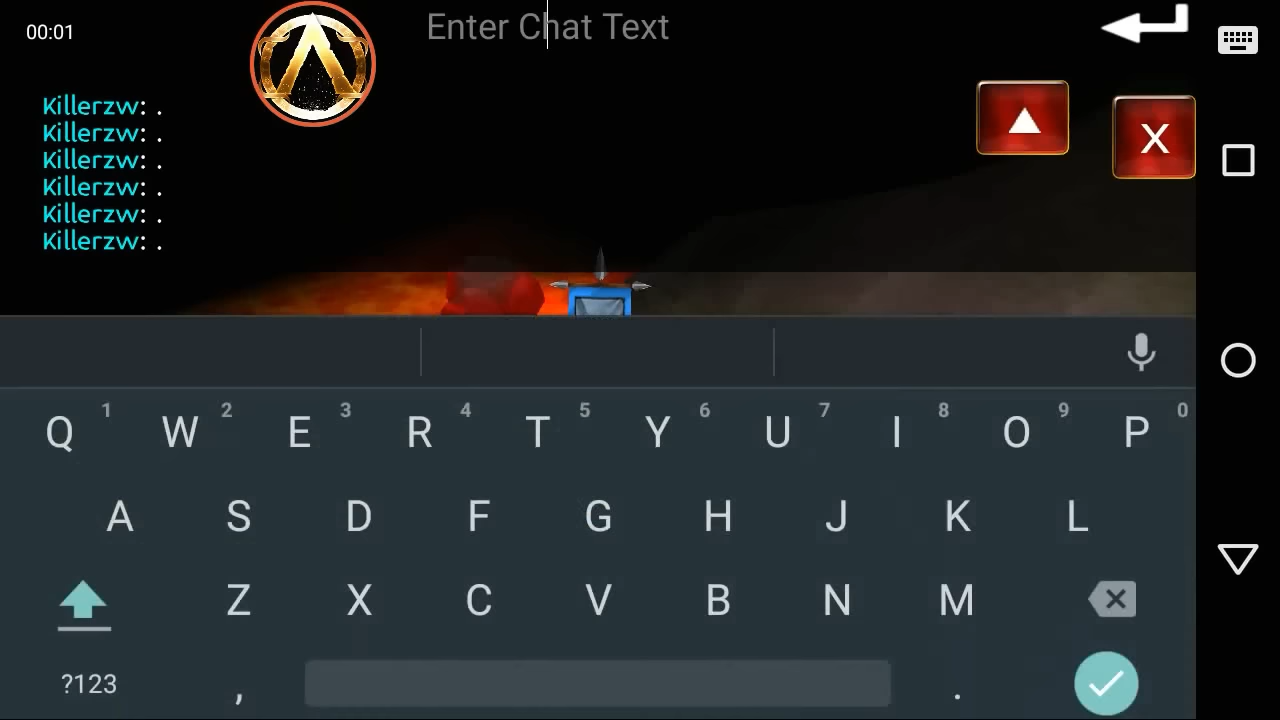 00:01
Enter Chat Text
Killerzw: .
Killerzw: .
Killerzw: .
Killerzw: .
Killerzw: .
Killerzw: .
X
Q 1 W 2 E 3 R 4 T 5 Y 6 U 7 I 8 O 9 P 0
A S D F G H J K L
Z X C V B N M
?123 , .